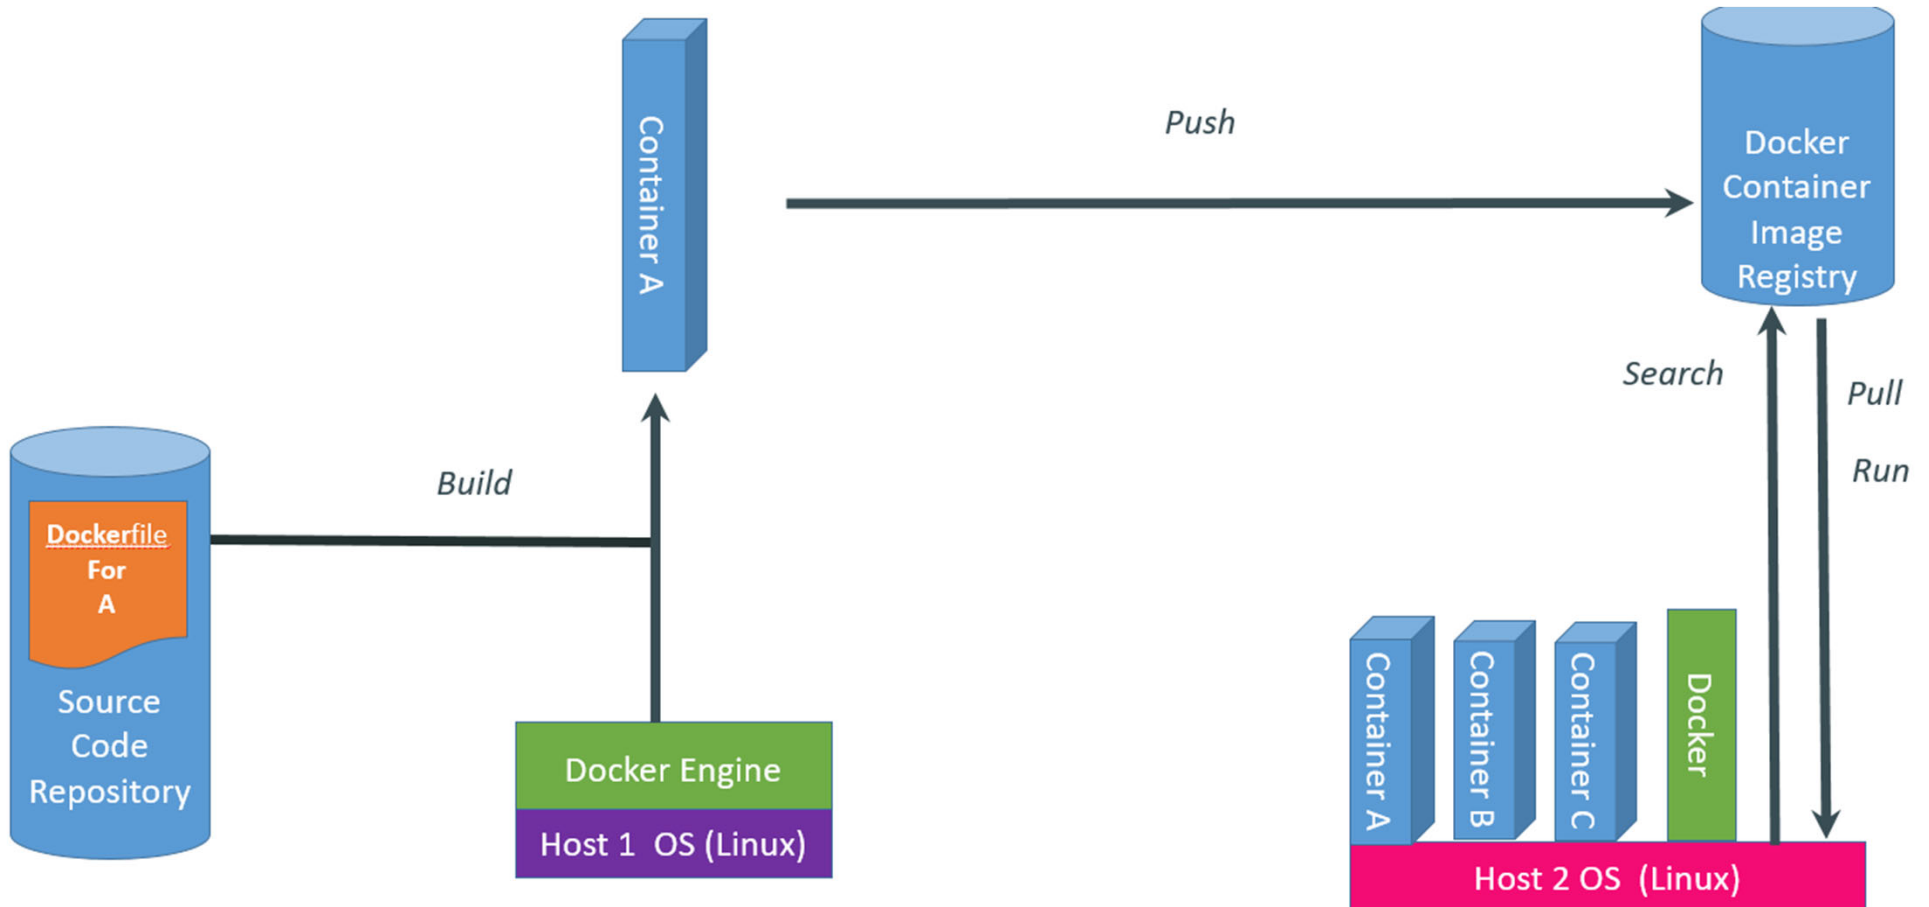 Container A
Push
Docker
Container
Image
Registry
Search
Pull
Run
Build
Dockerfile
For
A
Source
Code
Repository
Docker Engine
Host 1  OS (Linux)
Container A
Container B
Container C
Docker
Host 2 OS  (Linux)